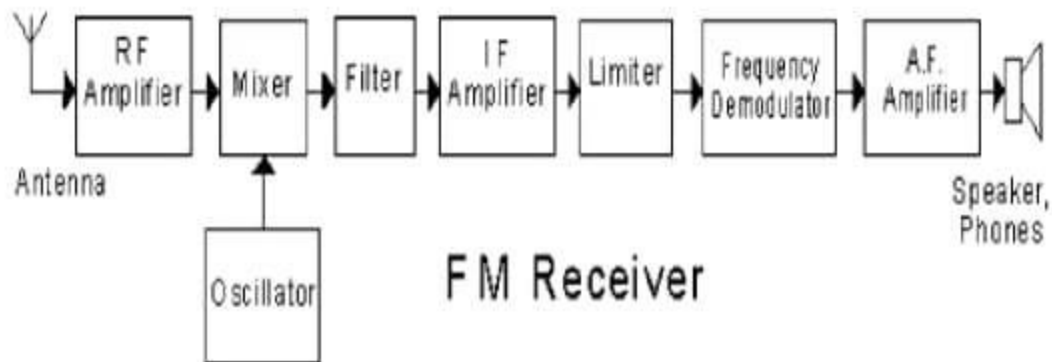 Antenna
RF
Amplifier
Mixer
Filter
IF
Amplifier
Limiter
Frequency
Demodulator
A.F.
Amplifier
Speaker,
Phones
Oscillator
FM Receiver